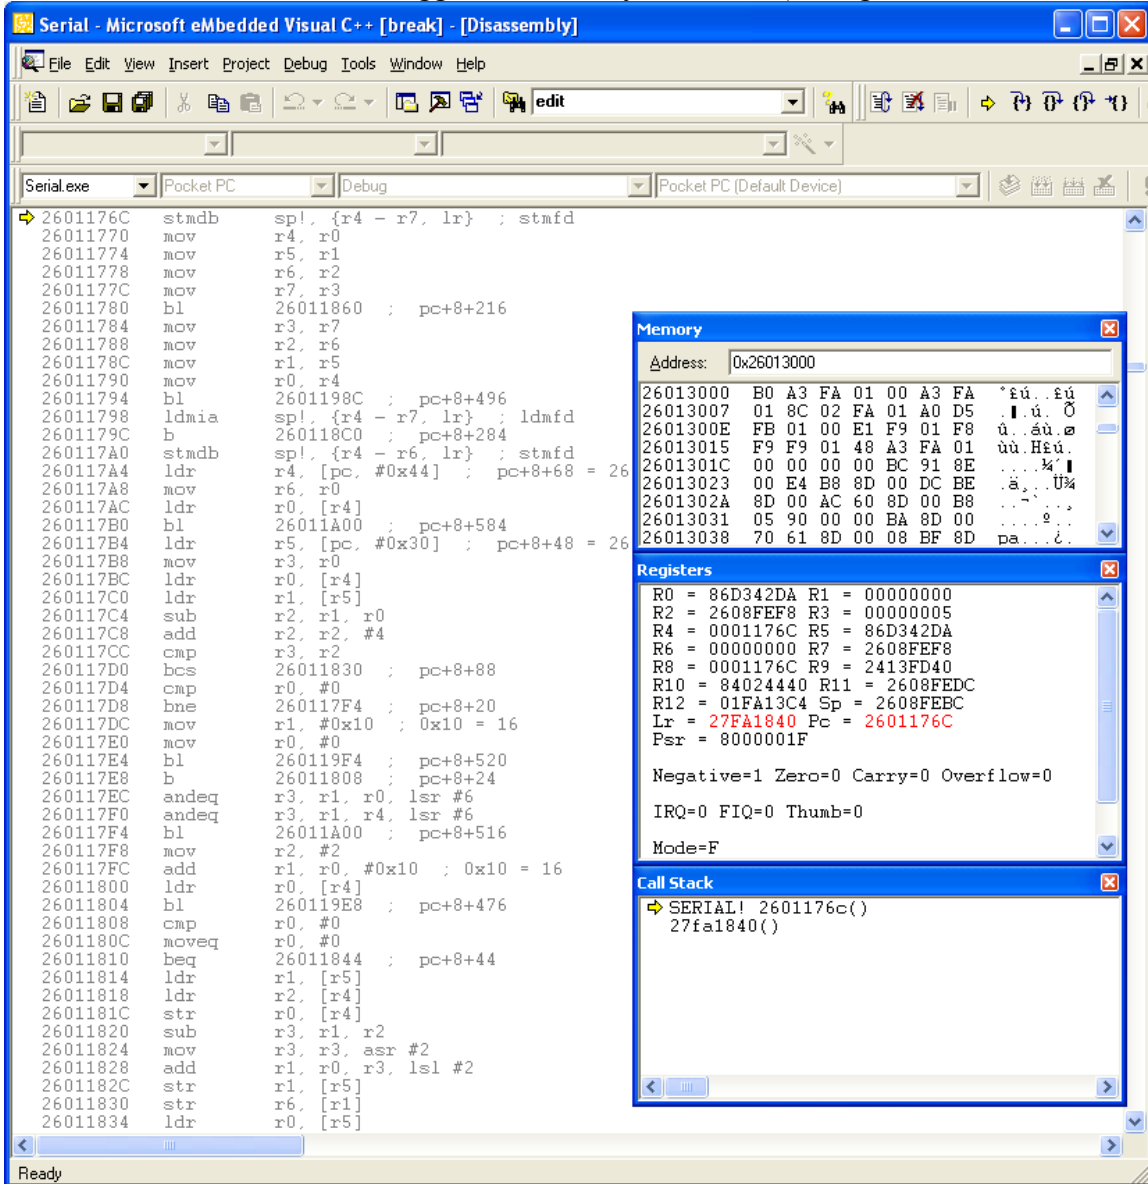 Serial - Microsoft eMbedded Visual C++ [break] - [Disassembly]
File Edit View Insert Project Debug Tools Window Help
edit
Serial.exe Pocket PC Debug Pocket PC (Default Device)
2601176C stmdb sp!, {r4 - r7, lr} ; stmfd
26011770 mov r4, r0
26011774 mov r5, r1
26011778 mov r6, r2
2601177C mov r7, r3
26011780 bl 26011860 ; pc+8+216
26011784 mov r3, r7
26011788 mov r2, r6
2601178C mov r1, r5
26011790 mov r0, r4
26011794 bl 2601198C ; pc+8+496
26011798 ldmia sp!, {r4 - r7, lr} ; ldmfd
2601179C b 260118C0 ; pc+8+284
260117A0 stmdb sp!, {r4 - r6, lr} ; stmfd
260117A4 ldr r4, [pc, #0x44] ; pc+8+68 = 26
260117A8 mov r6, r0
260117AC ldr r0, [r4]
260117B0 bl 26011A00 ; pc+8+584
260117B4 ldr r5, [pc, #0x30] ; pc+8+48 = 26
260117B8 mov r3, r0
260117BC ldr r0, [r4]
260117C0 ldr r1, [r5]
260117C4 sub r2, r1, r0
260117C8 add r2, r2, #4
260117CC cmp r3, r2
260117D0 bcs 26011830 ; pc+8+88
260117D4 cmp r0, #0
260117D8 bne 260117F4 ; pc+8+20
260117DC mov r1, #0x10 ; 0x10 = 16
260117E0 mov r0, #0
260117E4 bl 260119F4 ; pc+8+520
260117E8 b 26011808 ; pc+8+24
260117EC andeq r3, r1, r0, lsr #6
260117F0 andeq r3, r1, r4, lsr #6
260117F4 bl 26011A00 ; pc+8+516
260117F8 mov r2, #2
260117FC add r1, r0, #0x10 ; 0x10 = 16
26011800 ldr r0, [r4]
26011804 bl 260119E8 ; pc+8+476
26011808 cmp r0, #0
2601180C moveq r0, #0
26011810 beq 26011844 ; pc+8+44
26011814 ldr r1, [r5]
26011818 ldr r2, [r4]
2601181C str r0, [r4]
26011820 sub r3, r1, r2
26011824 mov r3, r3, asr #2
26011828 add r1, r0, r3, lsl #2
2601182C str r1, [r5]
26011830 str r6, [r1]
26011834 ldr r0, [r5]
Memory
Address: 0x26013000
26013000 B0 A3 FA 01 00 A3 FA °£ú..£ú
26013007 01 8C 02 FA 01 A0 D5 .▌.ú. Õ
2601300E FB 01 00 E1 F9 01 F8 û..áù.ø
26013015 F9 F9 01 48 A3 FA 01 ùù.H£ú.
2601301C 00 00 00 00 BC 91 8E ....¼´▌
26013023 00 E4 B8 8D 00 DC BE .ä¸..Ü¾
2601302A 8D 00 AC 60 8D 00 B8 ..¬`..¸
26013031 05 90 00 00 BA 8D 00 ....º..
26013038 70 61 8D 00 08 BF 8D pa...¿.
Registers
R0 = 86D342DA R1 = 00000000
R2 = 2608FEF8 R3 = 00000005
R4 = 0001176C R5 = 86D342DA
R6 = 00000000 R7 = 2608FEF8
R8 = 0001176C R9 = 2413FD40
R10 = 84024440 R11 = 2608FEDC
R12 = 01FA13C4 Sp = 2608FEBC
Lr = 27FA1840 Pc = 2601176C
Psr = 8000001F
Negative=1 Zero=0 Carry=0 Overflow=0
IRQ=0 FIQ=0 Thumb=0
Mode=F
Call Stack
SERIAL! 2601176c()
27fa1840()
Ready